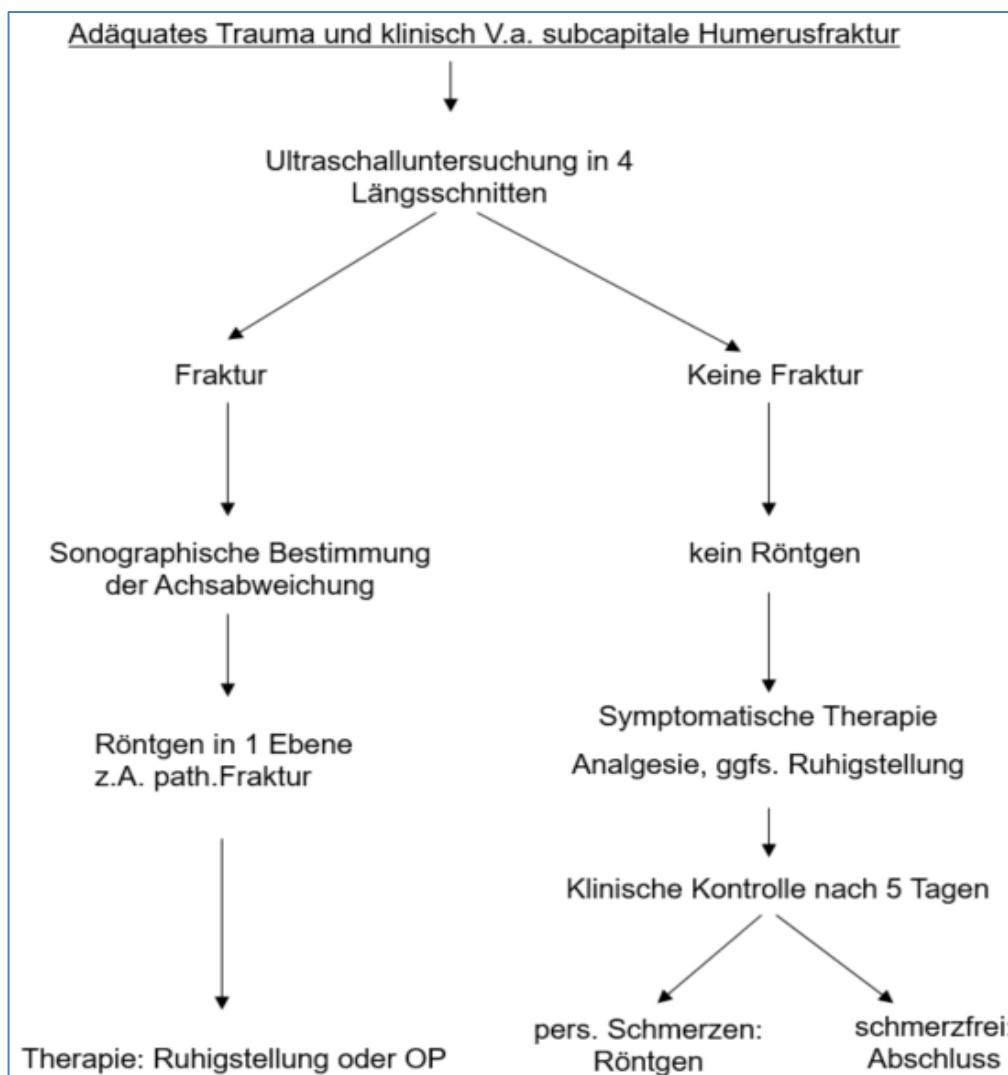 Adäquates Trauma und klinisch V.a. subcapitale Humerusfraktur
Ultraschalluntersuchung in 4
Längsschnitten
Fraktur
Keine Fraktur
Sonographische Bestimmung
der Achsabweichung
kein Röntgen
Röntgen in 1 Ebene
z.A. path.Fraktur
Symptomatische Therapie
Analgesie, ggfs. Ruhigstellung
Klinische Kontrolle nach 5 Tagen
Therapie: Ruhigstellung oder OP
pers. Schmerzen:
Röntgen
schmerzfrei:
Abschluss